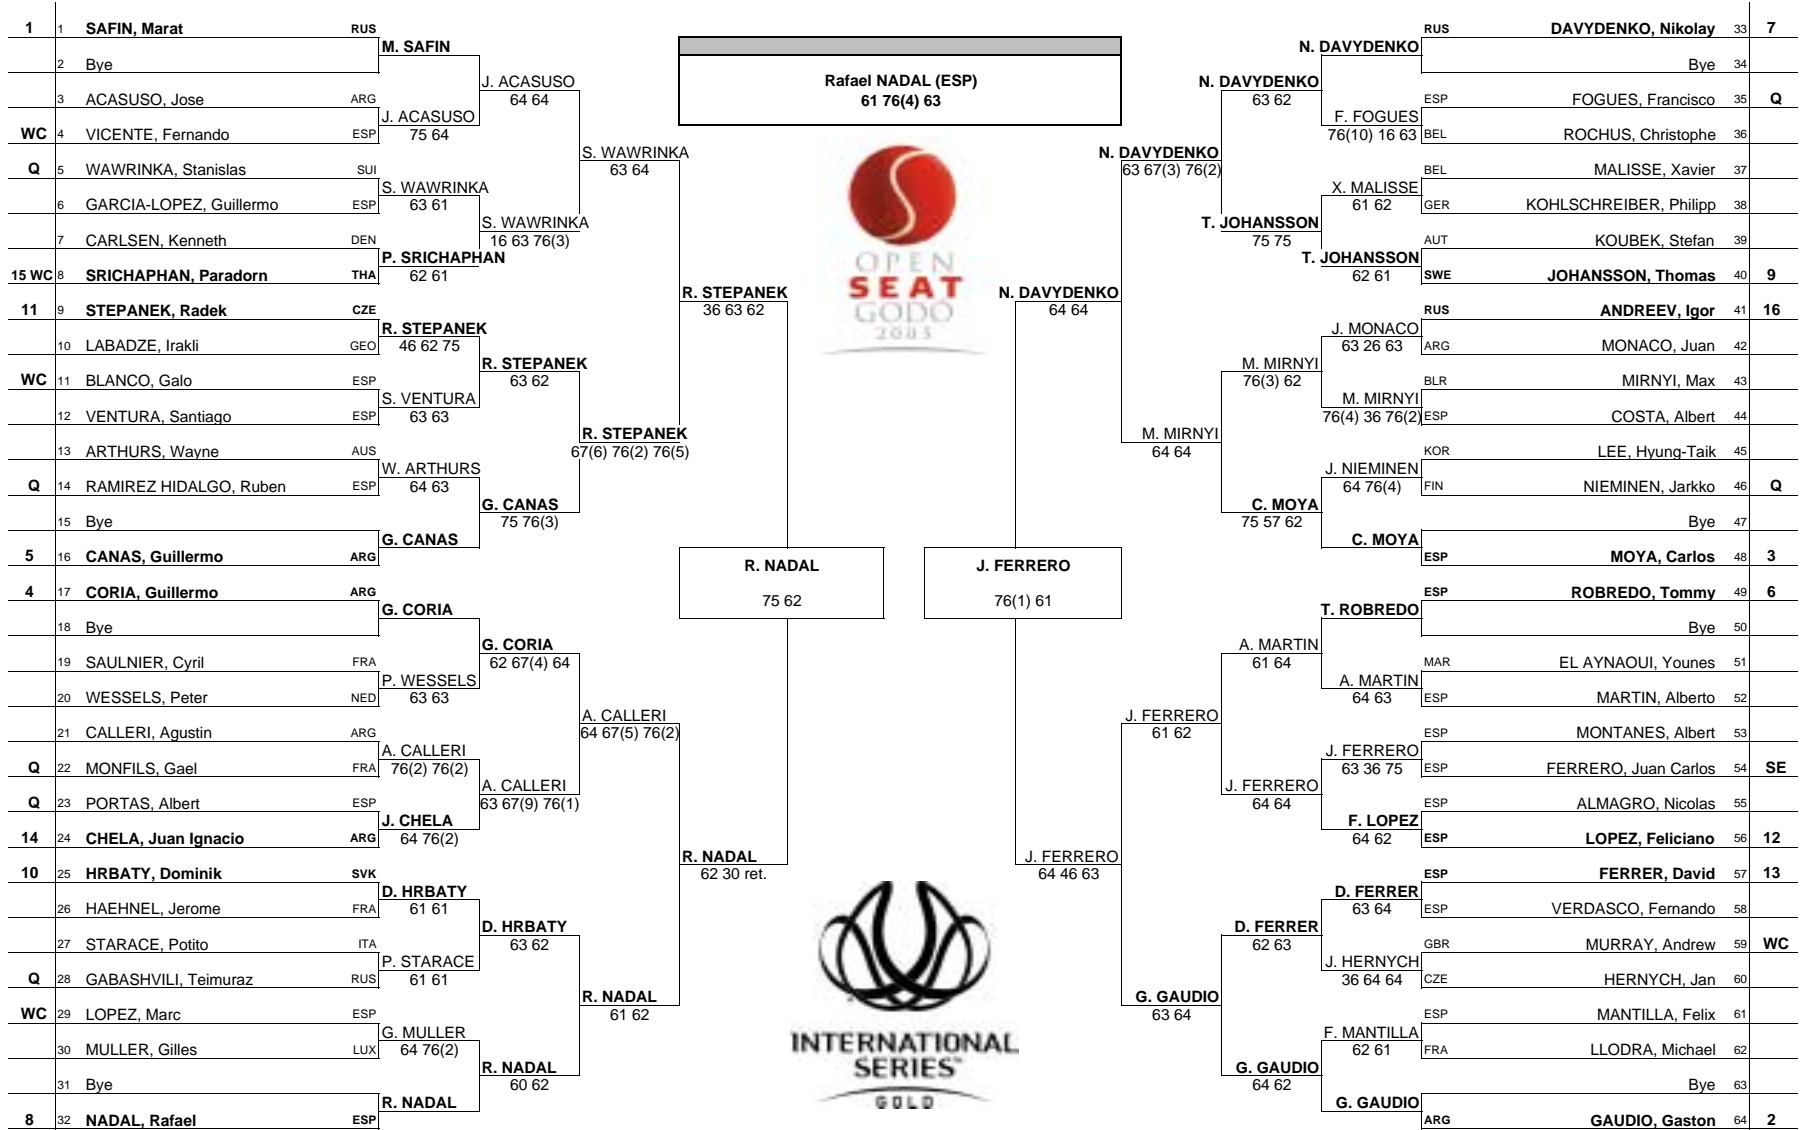 1 1 SAFIN, Marat RUS
2 Bye
3 ACASUSO, Jose ARG
WC 4 VICENTE, Fernando ESP
Q 5 WAWRINKA, Stanislas SUI
6 GARCIA-LOPEZ, Guillermo ESP
7 CARLSEN, Kenneth DEN
15 WC 8 SRICHAPHAN, Paradorn THA
11 9 STEPANEK, Radek CZE
10 LABADZE, Irakli GEO
WC 11 BLANCO, Galo ESP
12 VENTURA, Santiago ESP
13 ARTHURS, Wayne AUS
Q 14 RAMIREZ HIDALGO, Ruben ESP
15 Bye
5 16 CANAS, Guillermo ARG
4 17 CORIA, Guillermo ARG
18 Bye
19 SAULNIER, Cyril FRA
20 WESSELS, Peter NED
21 CALLERI, Agustin ARG
Q 22 MONFILS, Gael FRA
Q 23 PORTAS, Albert ESP
14 24 CHELA, Juan Ignacio ARG
10 25 HRBATY, Dominik SVK
26 HAEHNEL, Jerome FRA
27 STARACE, Potito ITA
Q 28 GABASHVILI, Teimuraz RUS
WC 29 LOPEZ, Marc ESP
30 MULLER, Gilles LUX
31 Bye
8 32 NADAL, Rafael ESP
M. SAFIN
J. ACASUSO
75 64
S. WAWRINKA
63 61
P. SRICHAPHAN
62 61
R. STEPANEK
46 62 75
S. VENTURA
63 63
W. ARTHURS
64 63
G. CANAS
G. CORIA
P. WESSELS
63 63
A. CALLERI
76(2) 76(2)
J. CHELA
64 76(2)
D. HRBATY
61 61
P. STARACE
61 61
G. MULLER
64 76(2)
R. NADAL
J. ACASUSO
64 64
S. WAWRINKA
16 63 76(3)
R. STEPANEK
63 62
G. CANAS
75 76(3)
G. CORIA
62 67(4) 64
A. CALLERI
63 67(9) 76(1)
D. HRBATY
63 62
R. NADAL
60 62
S. WAWRINKA
63 64
R. STEPANEK
67(6) 76(2) 76(5)
A. CALLERI
64 67(5) 76(2)
R. NADAL
61 62
R. STEPANEK
36 63 62
R. NADAL
62 30 ret.
R. NADAL
75 62
Rafael NADAL (ESP)
61 76(4) 63
OPEN
SEAT
GODO
2005
INTERNATIONAL
SERIES
GOLD
J. FERRERO
76(1) 61
N. DAVYDENKO
64 64
J. FERRERO
64 46 63
N. DAVYDENKO
63 67(3) 76(2)
M. MIRNYI
64 64
J. FERRERO
61 62
G. GAUDIO
63 64
N. DAVYDENKO
63 62
T. JOHANSSON
75 75
M. MIRNYI
76(3) 62
C. MOYA
75 57 62
A. MARTIN
61 64
J. FERRERO
64 64
D. FERRER
62 63
G. GAUDIO
64 62
N. DAVYDENKO
F. FOGUES
76(10) 16 63
X. MALISSE
61 62
T. JOHANSSON
62 61
J. MONACO
63 26 63
M. MIRNYI
76(4) 36 76(2)
J. NIEMINEN
64 76(4)
C. MOYA
T. ROBREDO
A. MARTIN
64 63
J. FERRERO
63 36 75
F. LOPEZ
64 62
D. FERRER
63 64
J. HERNYCH
36 64 64
F. MANTILLA
62 61
G. GAUDIO
RUS DAVYDENKO, Nikolay 33 7
Bye 34
ESP FOGUES, Francisco 35 Q
BEL ROCHUS, Christophe 36
BEL MALISSE, Xavier 37
GER KOHLSCHREIBER, Philipp 38
AUT KOUBEK, Stefan 39
SWE JOHANSSON, Thomas 40 9
RUS ANDREEV, Igor 41 16
ARG MONACO, Juan 42
BLR MIRNYI, Max 43
ESP COSTA, Albert 44
KOR LEE, Hyung-Taik 45
FIN NIEMINEN, Jarkko 46 Q
Bye 47
ESP MOYA, Carlos 48 3
ESP ROBREDO, Tommy 49 6
Bye 50
MAR EL AYNAOUI, Younes 51
ESP MARTIN, Alberto 52
ESP MONTANES, Albert 53
ESP FERRERO, Juan Carlos 54 SE
ESP ALMAGRO, Nicolas 55
ESP LOPEZ, Feliciano 56 12
ESP FERRER, David 57 13
ESP VERDASCO, Fernando 58
GBR MURRAY, Andrew 59 WC
CZE HERNYCH, Jan 60
ESP MANTILLA, Felix 61
FRA LLODRA, Michael 62
Bye 63
ARG GAUDIO, Gaston 64 2